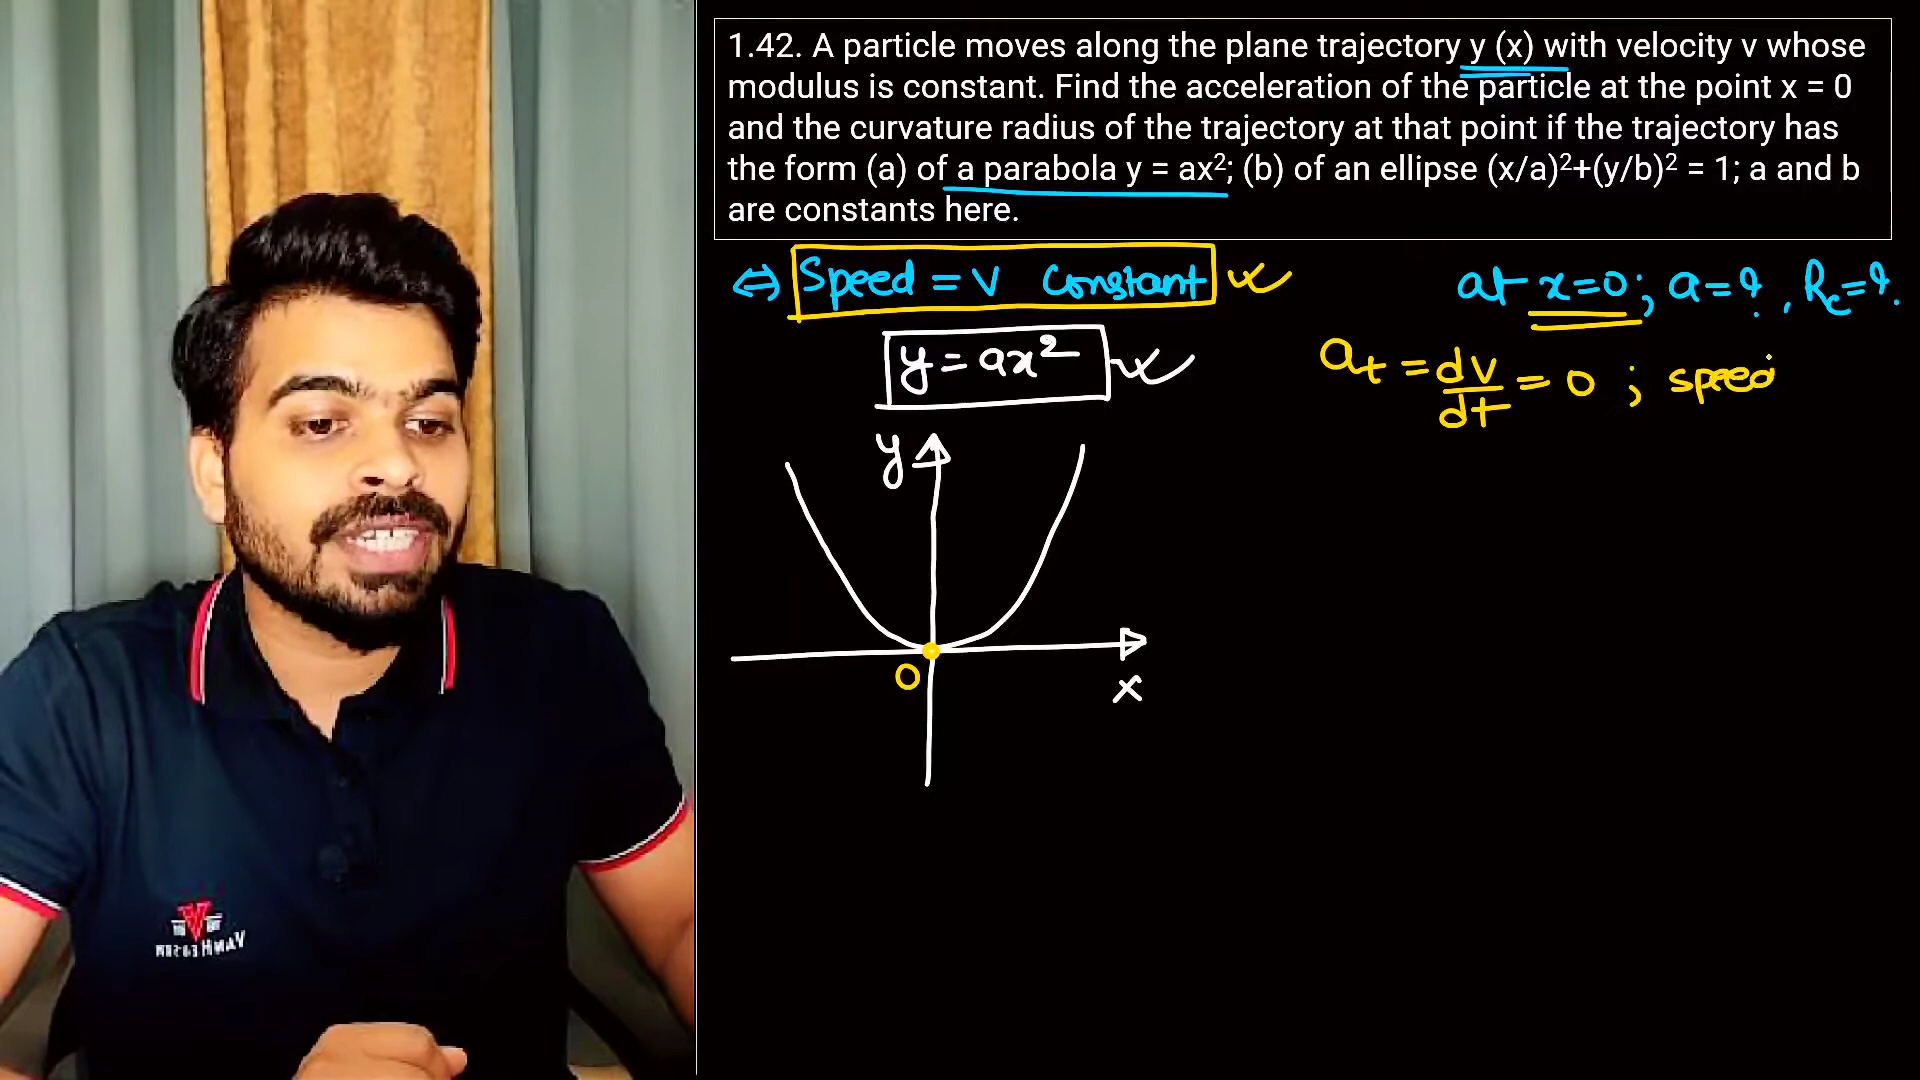 1.42. A particle moves along the plane trajectory y (x) with velocity v whose
modulus is constant. Find the acceleration of the particle at the point x = 0
and the curvature radius of the trajectory at that point if the trajectory has
the form (a) of a parabola y = ax²; (b) of an ellipse (x/a)²+(y/b)² = 1; a and b
are constants here.
⇔ Speed = v Constant
at x=0; a=?, Rc=?.
y = ax²
at = dv/dt = 0 ; speed
y
O
x